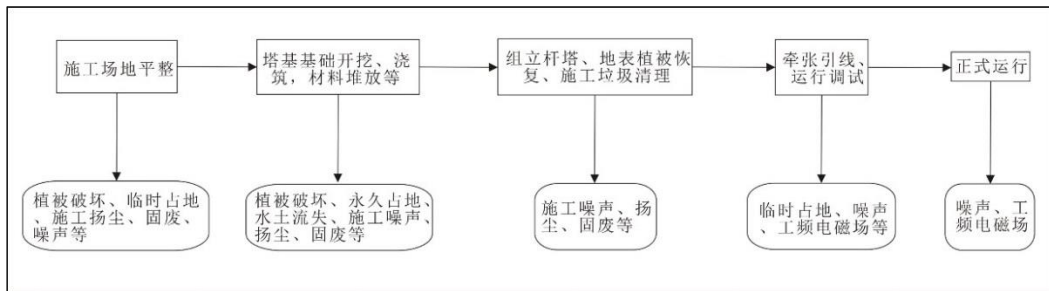 施工场地平整
塔基基础开挖、浇
筑，材料堆放等
组立杆塔、地表植被恢
复、施工垃圾清理
牵张引线、
运行调试
正式运行
植被破坏、临时占地
、施工扬尘、固废、
噪声等
植被破坏、永久占地、
水土流失、施工噪声、
扬尘、固废等
施工噪声、扬
尘、固废等
临时占地、噪声
、工频电磁场等
噪声、工
频电磁场